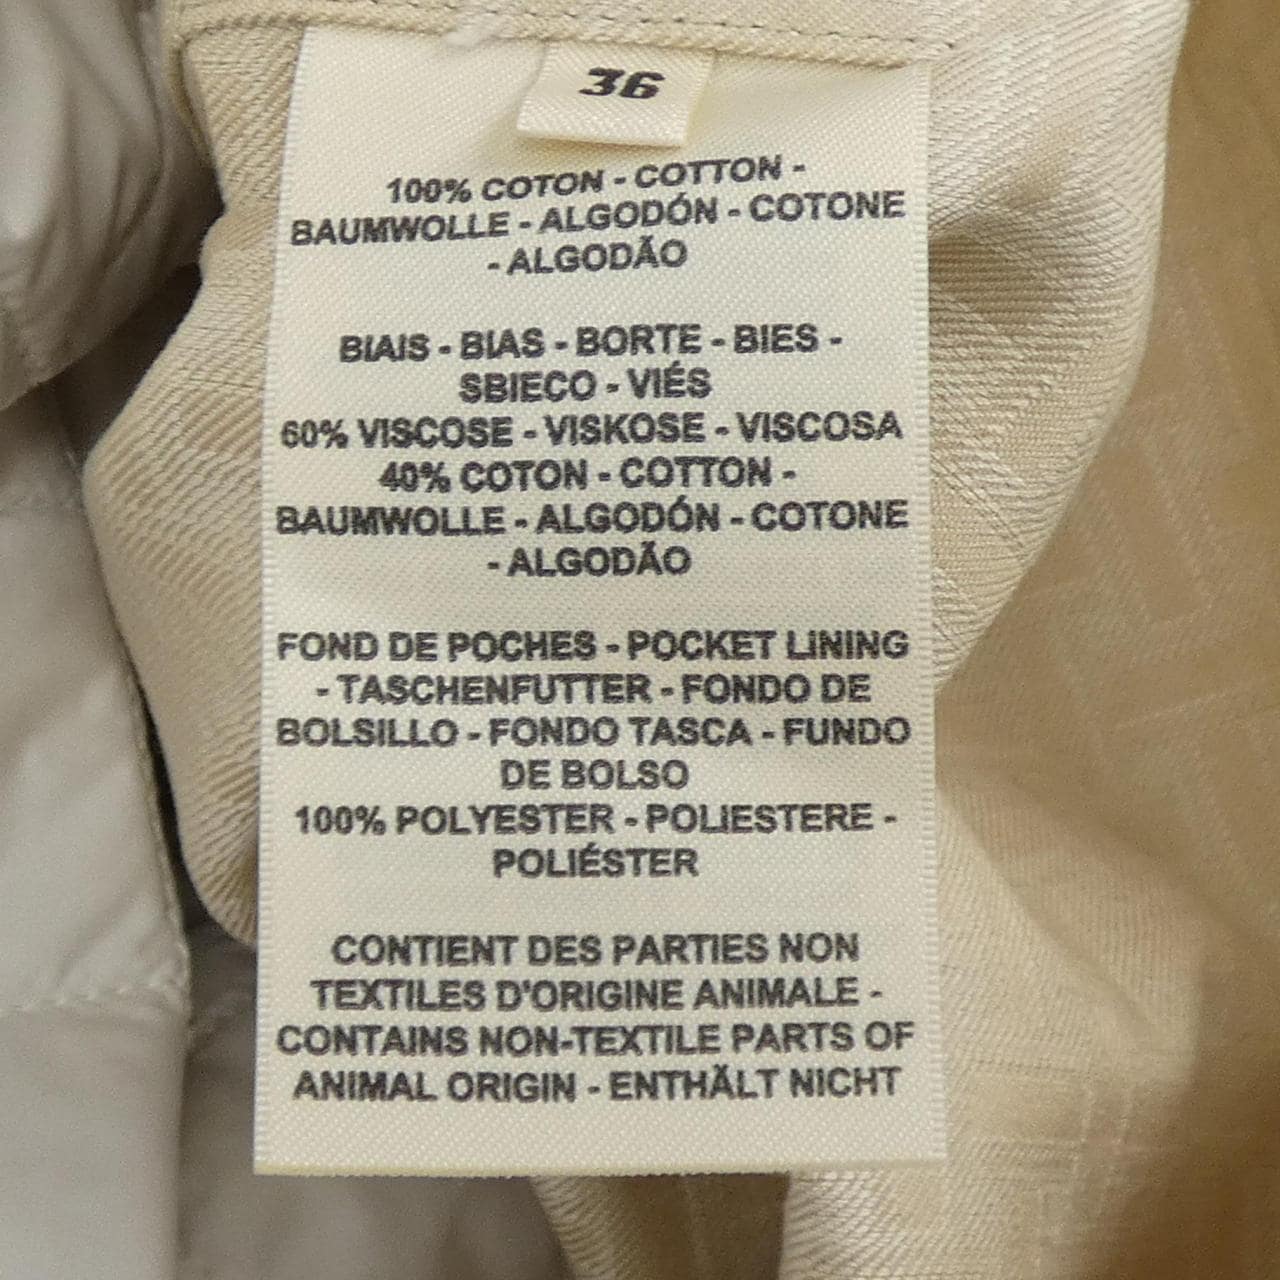 36
100% COTON - COTTON -
BAUMWOLLE - ALGODÓN - COTONE
- ALGODÃO
BIAIS - BIAS - BORTE - BIES -
SBIECO - VIÉS
60% VISCOSE - VISKOSE - VISCOSA
40% COTON - COTTON -
BAUMWOLLE - ALGODÓN - COTONE
- ALGODÃO
FOND DE POCHES - POCKET LINING
- TASCHENFUTTER - FONDO DE
BOLSILLO - FONDO TASCA - FUNDO
DE BOLSO
100% POLYESTER - POLIESTERE -
POLIÉSTER
CONTIENT DES PARTIES NON
TEXTILES D'ORIGINE ANIMALE -
CONTAINS NON-TEXTILE PARTS OF
ANIMAL ORIGIN - ENTHÄLT NICHT